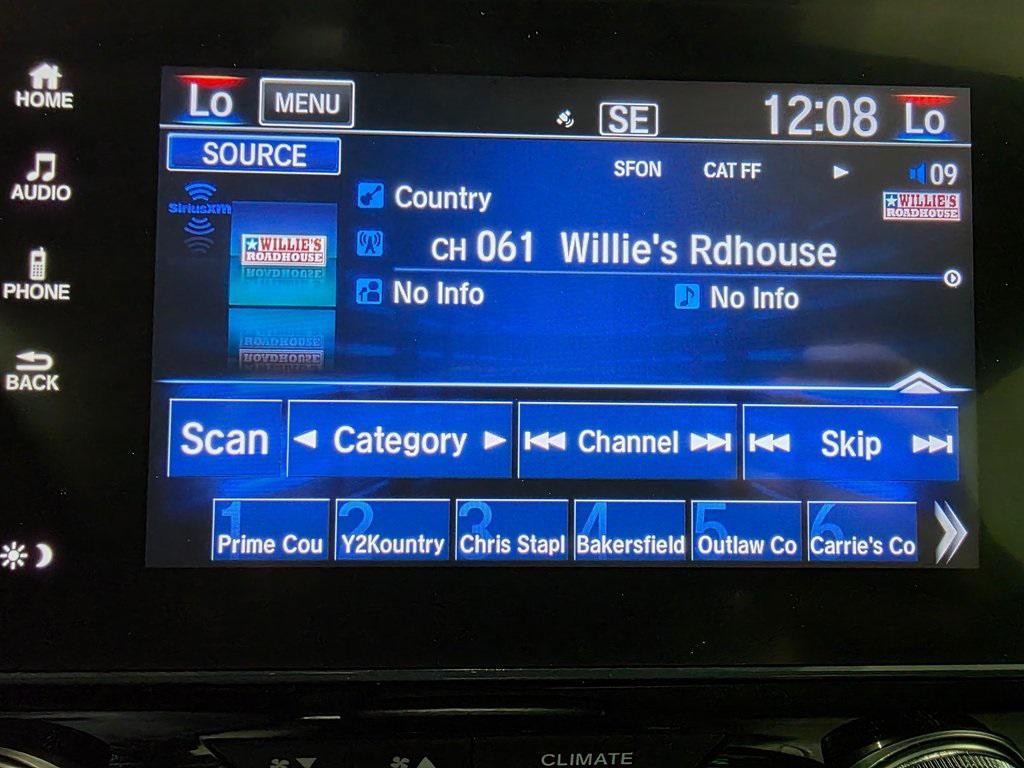 HOME
AUDIO
PHONE
BACK
Lo MENU SE 12:08 Lo
SOURCE
SFON CAT FF 09
SiriusXM
WILLIE'S
ROADHOUSE
Country
WILLIE'S
ROADHOUSE
CH 061 Willie's Rdhouse
No Info No Info
Scan Category Channel Skip
1 Prime Cou
2 Y2Kountry
3 Chris Stapl
4 Bakersfield
5 Outlaw Co
6 Carrie's Co
CLIMATE